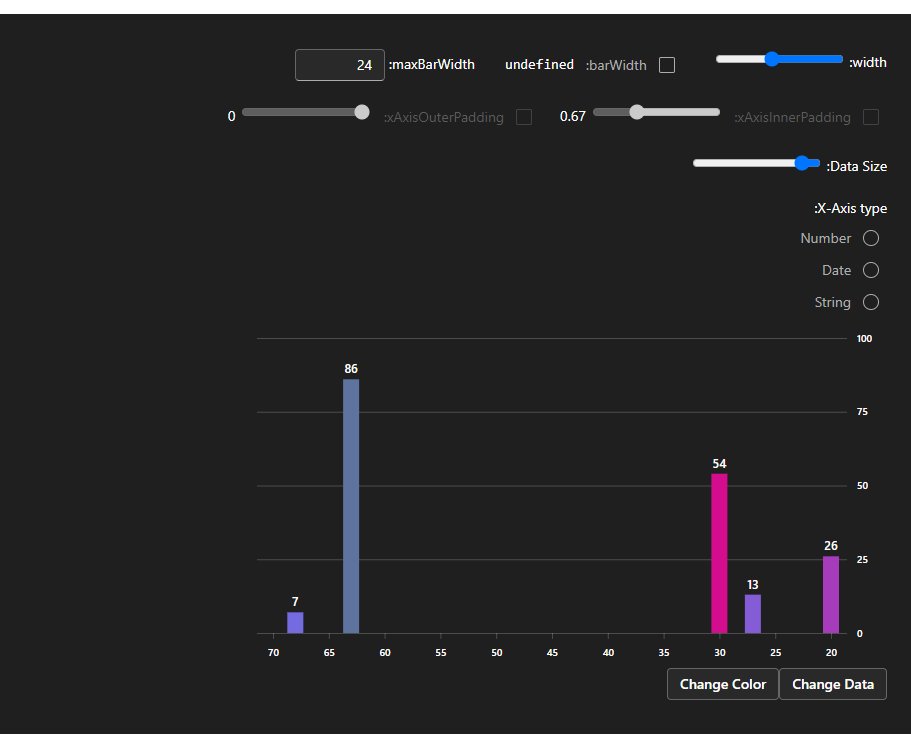 width:
barWidth: undefined
maxBarWidth: 24
xAxisInnerPadding: 0.67
xAxisOuterPadding: 0
Data Size:
X-Axis type:
Number
Date
String
100
75
50
25
0
7
86
54
13
26
70 65 60 55 50 45 40 35 30 25 20
Change Color Change Data